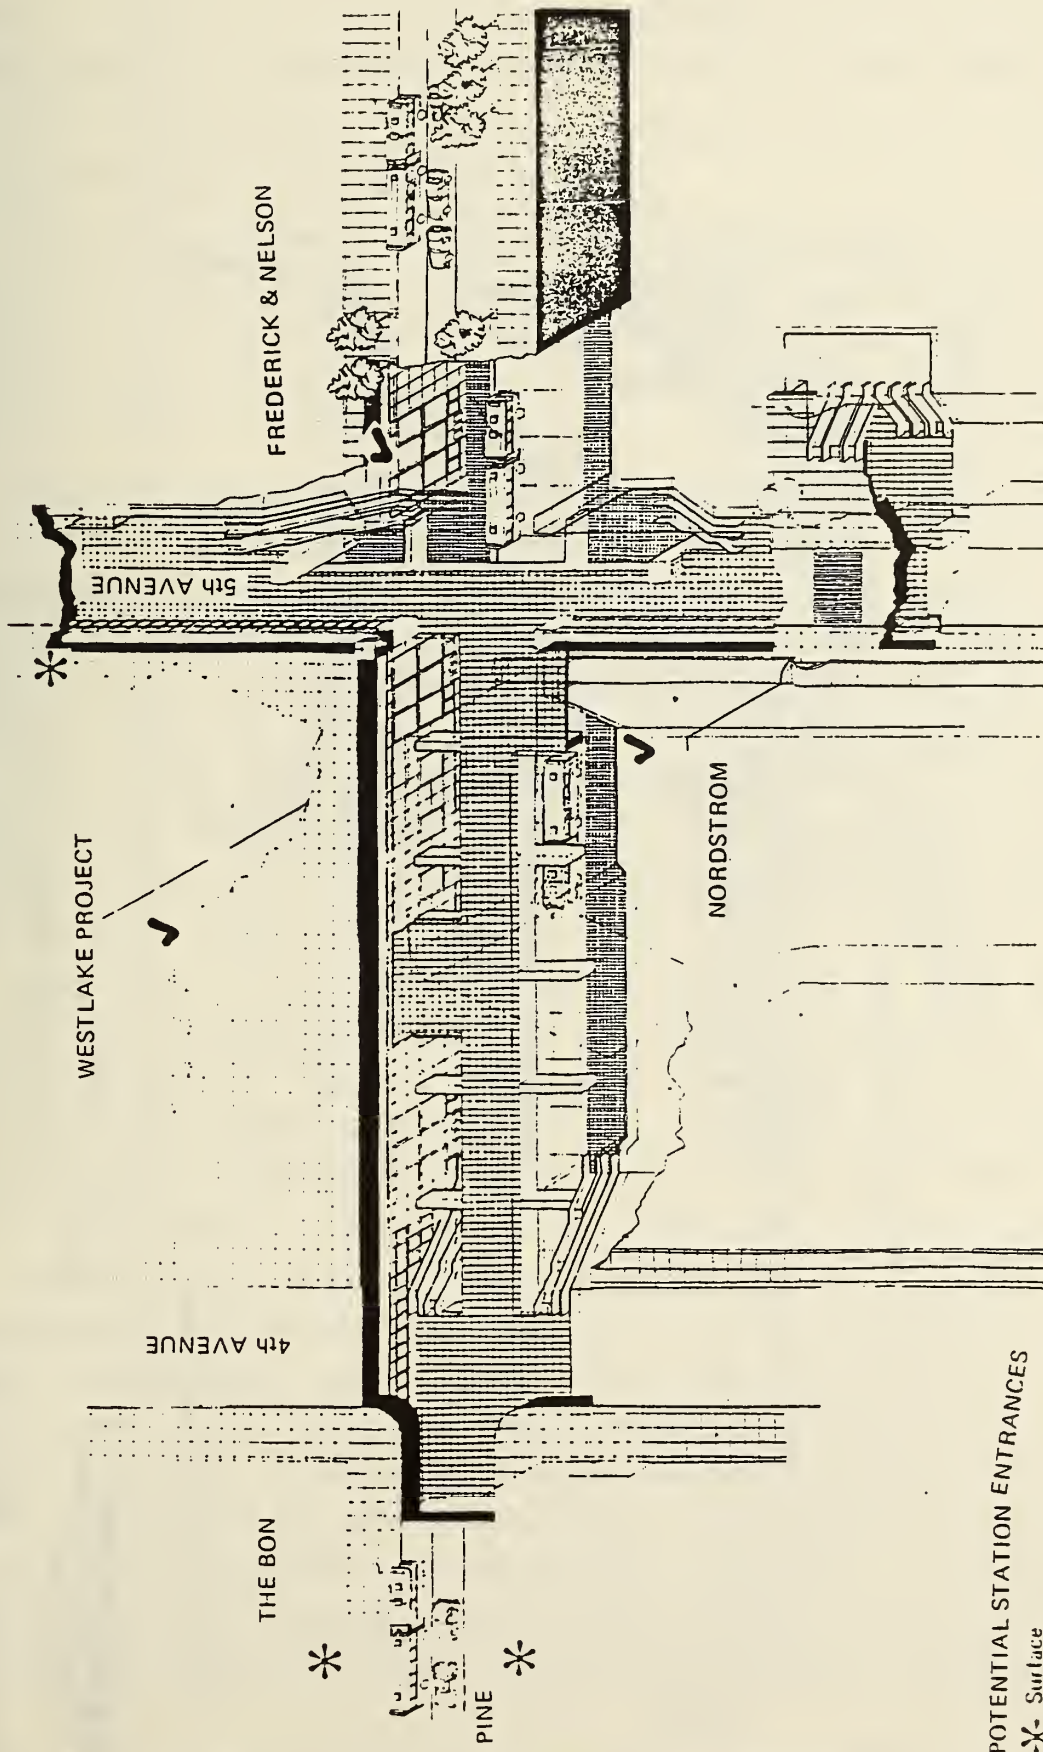 FREDERICK & NELSON
5th AVENUE
WESTLAKE PROJECT
NORDSTROM
4th AVENUE
THE BON
PINE
POTENTIAL STATION ENTRANCES
* Surface